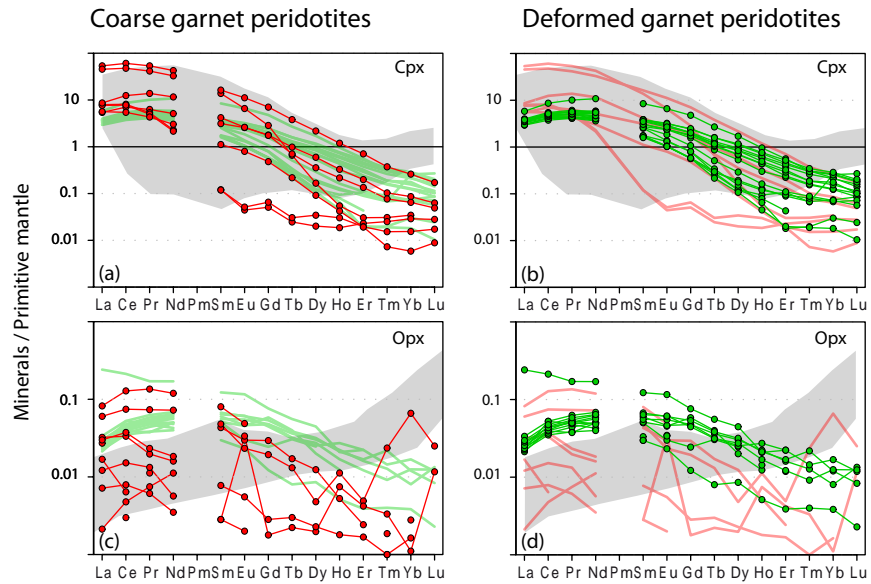 Coarse garnet peridotites Deformed garnet peridotites
Minerals / Primitive mantle
Cpx
10
1
0.1
0.01
(a)
La Ce Pr Nd Pm Sm Eu Gd Tb Dy Ho Er Tm Yb Lu
Cpx
10
1
0.1
0.01
(b)
La Ce Pr Nd Pm Sm Eu Gd Tb Dy Ho Er Tm Yb Lu
Opx
0.1
0.01
(c)
La Ce Pr Nd Pm Sm Eu Gd Tb Dy Ho Er Tm Yb Lu
Opx
0.1
0.01
(d)
La Ce Pr Nd Pm Sm Eu Gd Tb Dy Ho Er Tm Yb Lu